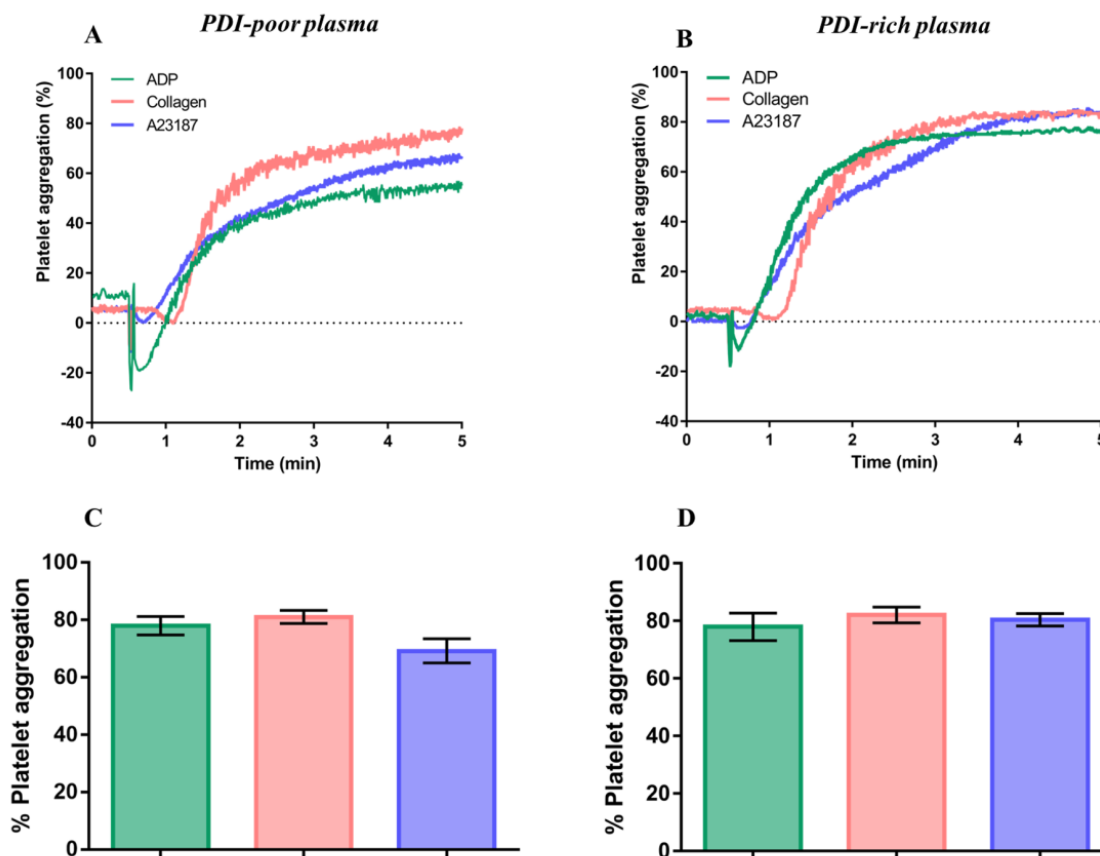 A
PDI-poor plasma
ADP
Collagen
A23187
Platelet aggregation (%)
100
80
60
40
20
0
-20
-40
0 1 2 3 4 5
Time (min)
B
PDI-rich plasma
ADP
Collagen
A23187
Platelet aggregation (%)
100
80
60
40
20
0
-20
-40
0 1 2 3 4 5
Time (min)
C
% Platelet aggregation
100
80
60
40
20
0
D
% Platelet aggregation
100
80
60
40
20
0